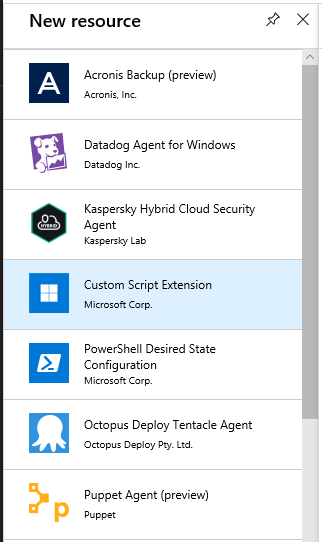 New resource
Acronis Backup (preview)
Acronis, Inc.
Datadog Agent for Windows
Datadog Inc.
Kaspersky Hybrid Cloud Security
Agent
Kaspersky Lab
HYBRID
Custom Script Extension
Microsoft Corp.
PowerShell Desired State
Configuration
Microsoft Corp.
Octopus Deploy Tentacle Agent
Octopus Deploy Pty. Ltd.
Puppet Agent (preview)
Puppet